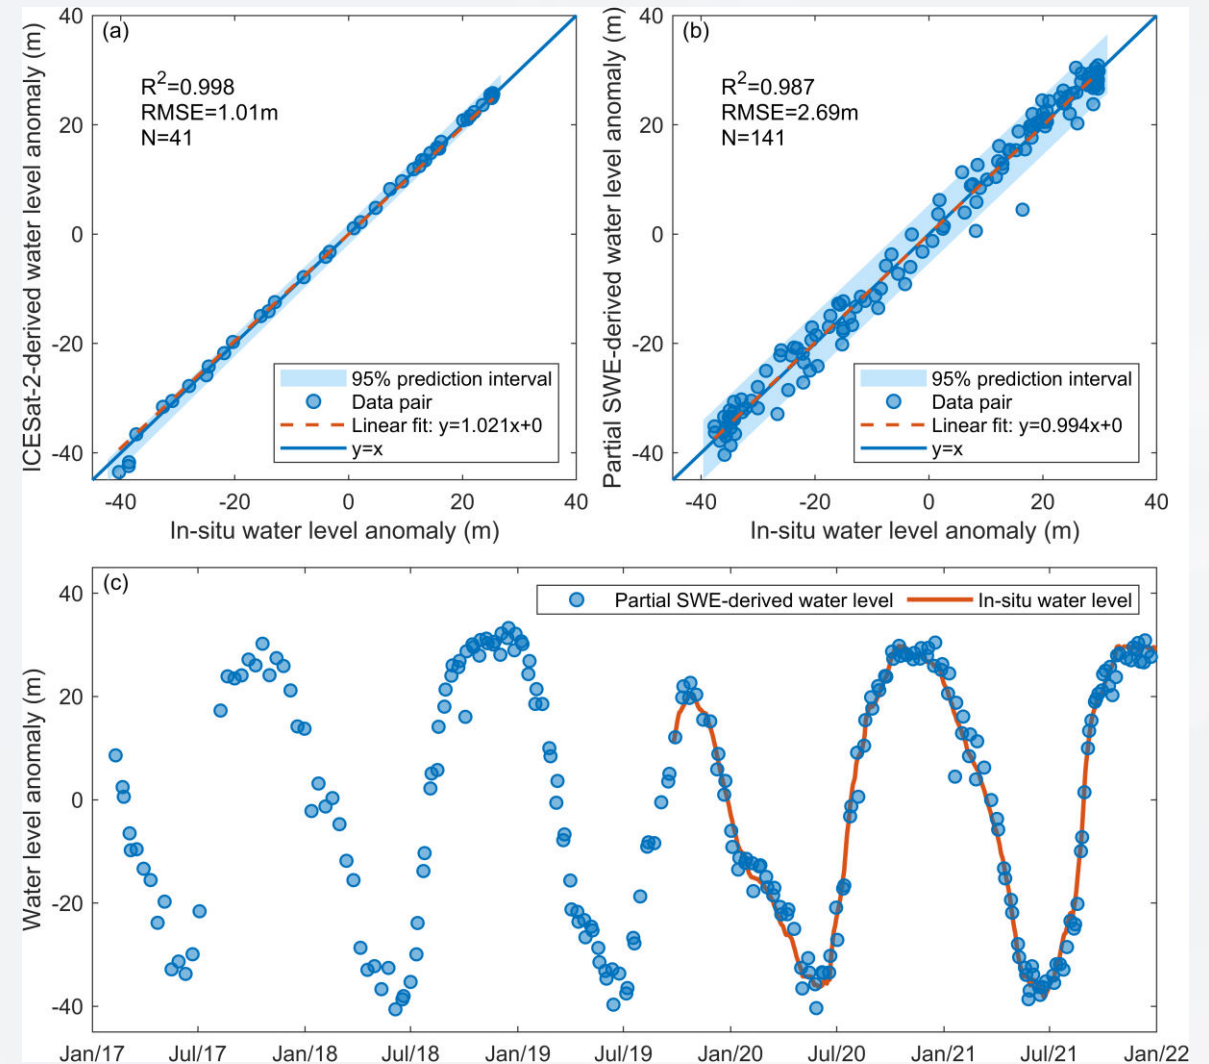 (a)
R²=0.998
RMSE=1.01m
N=41
95% prediction interval
Data pair
Linear fit: y=1.021x+0
y=x
40
20
0
-20
-40
-40 -20 0 20 40
ICESat-2-derived water level anomaly (m)
In-situ water level anomaly (m)
(b)
R²=0.987
RMSE=2.69m
N=141
95% prediction interval
Data pair
Linear fit: y=0.994x+0
y=x
40
20
0
-20
-40
-40 -20 0 20 40
Partial SWE-derived water level anomaly (m)
In-situ water level anomaly (m)
(c)
Partial SWE-derived water level In-situ water level
40
20
0
-20
-40
Water level anomaly (m)
Jan/17 Jul/17 Jan/18 Jul/18 Jan/19 Jul/19 Jan/20 Jul/20 Jan/21 Jul/21 Jan/22